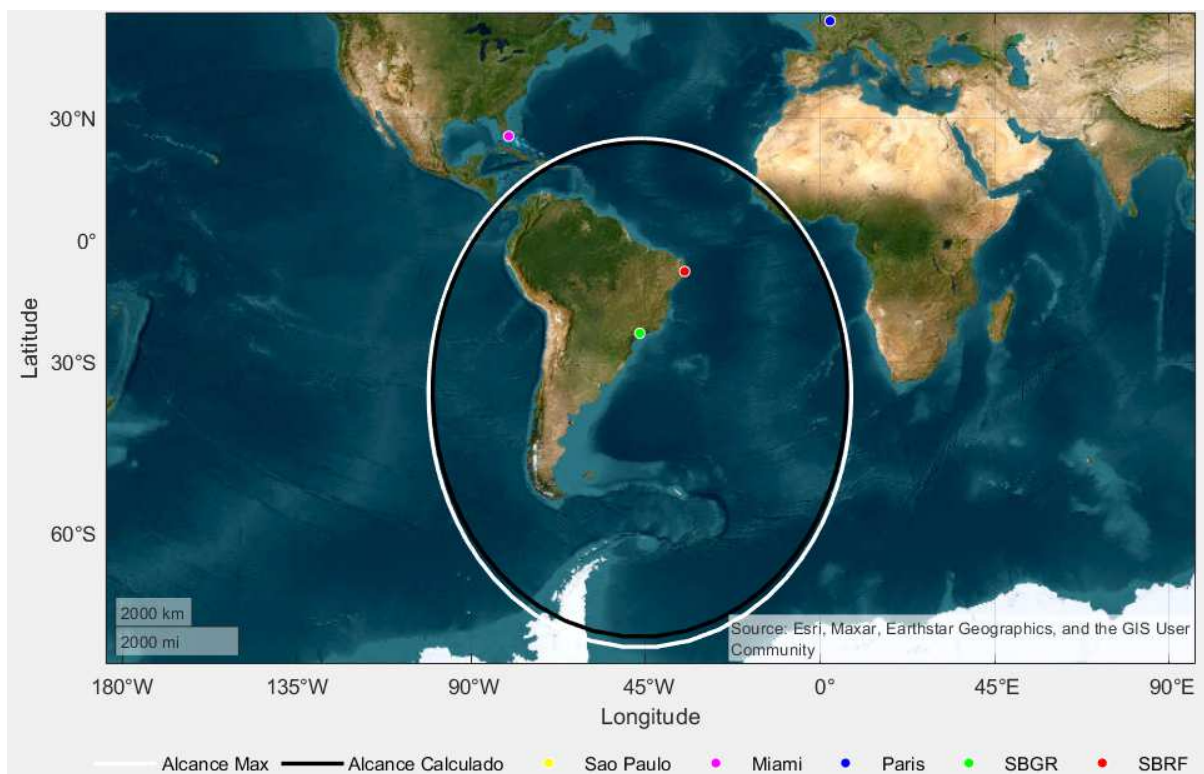 30°N
0°
30°S
60°S
Latitude
2000 km
2000 mi
Source: Esri, Maxar, Earthstar Geographics, and the GIS User
Community
180°W 135°W 90°W 45°W 0° 45°E 90°E
Longitude
Alcance Max Alcance Calculado Sao Paulo Miami Paris SBGR SBRF